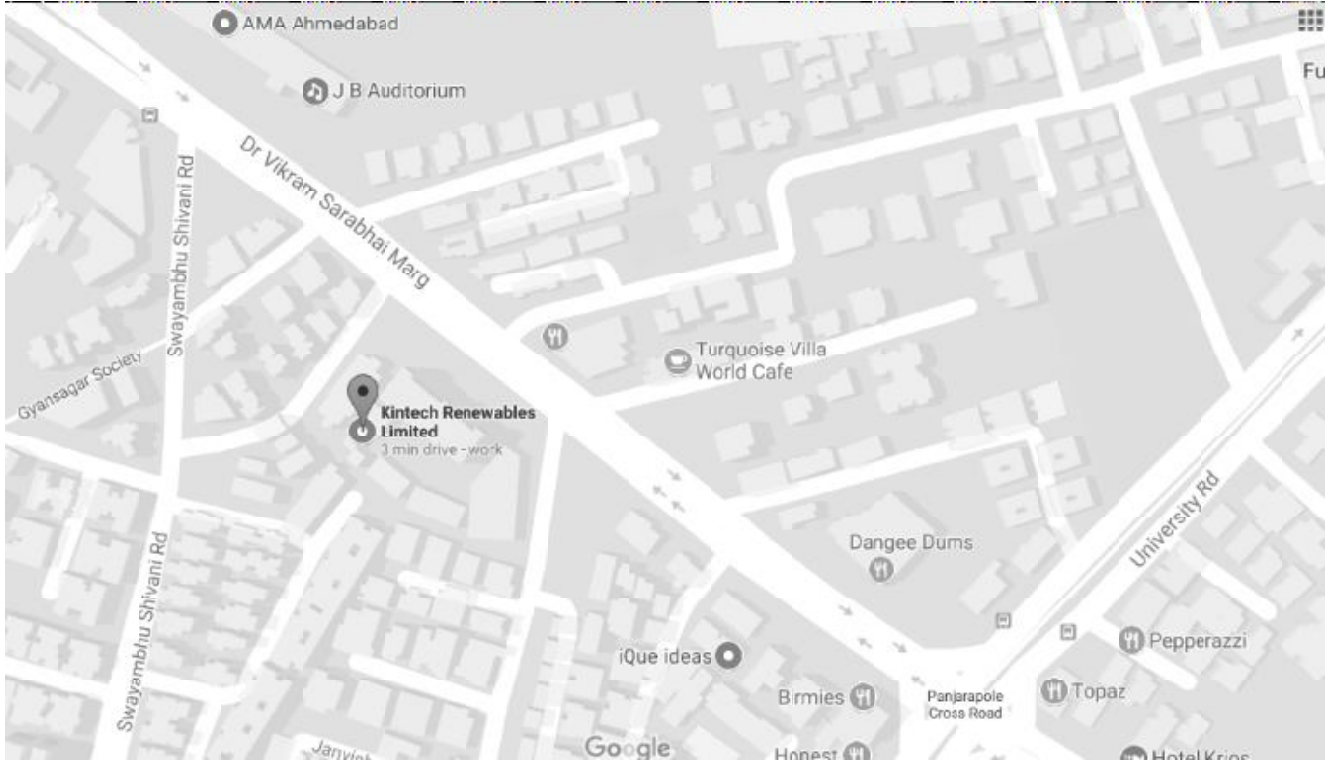 AMA Ahmedabad
J B Auditorium
Fu
Dr Vikram Sarabhai Marg
Swayambhu Shivani Rd
Turquoise Villa
World Cafe
Gyansagar Society
Kintech Renewables
Limited
3 min drive - work
University Rd
Dangee Dums
Swayambhu Shivani Rd
Pepperazzi
iQue ideas
Birmies
Panjarapole
Cross Road
Topaz
Google
Honest
Hotel Krios